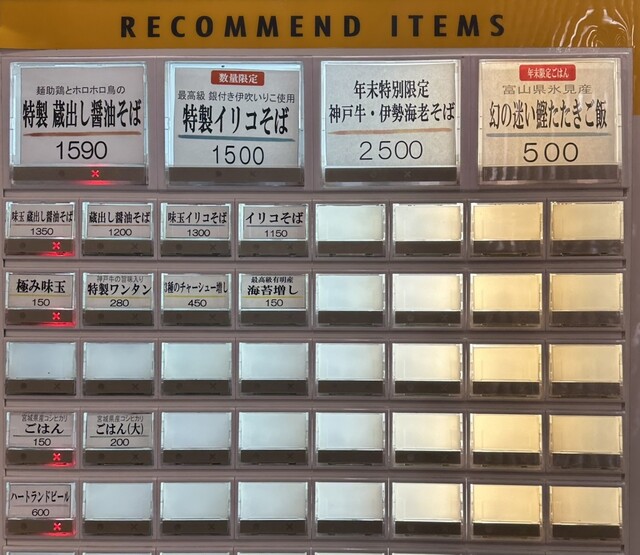 RECOMMEND ITEMS
麺助鶏とホロホロ鳥の
特製 蔵出し醤油そば
1590
数量限定
最高級 銀付き伊吹いりこ使用
特製イリコそば
1500
年末特別限定
神戸牛・伊勢海老そば
2500
年末限定ごはん
富山県氷見産
幻の迷い鰹たたきご飯
500
味玉 蔵出し醤油そば
1350
蔵出し醤油そば
1200
味玉イリコそば
1300
イリコそば
1150
極み味玉
150
神戸牛の旨味入り
特製ワンタン
280
3種のチャーシュー増し
450
最高級有明産
海苔増し
150
宮城県産コシヒカリ
ごはん
150
宮城県産コシヒカリ
ごはん(大)
200
ハートランドビール
600